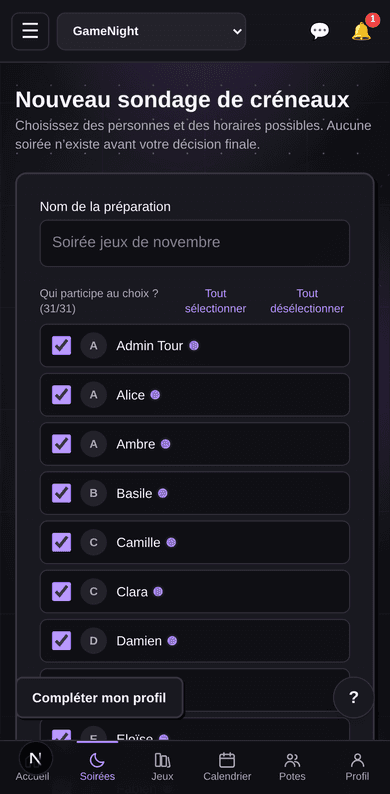 GameNight
1
Nouveau sondage de créneaux
Choisissez des personnes et des horaires possibles. Aucune
soirée n’existe avant votre décision finale.
Nom de la préparation
Soirée jeux de novembre
Qui participe au choix ?
(31/31)
Tout
sélectionner
Tout
désélectionner
A Admin Tour
A Alice
A Ambre
B Basile
C Camille
C Clara
D Damien
Compléter mon profil
?
E Eloïse
N
Accueil
Soirées
Jeux
Calendrier
Potes
Profil